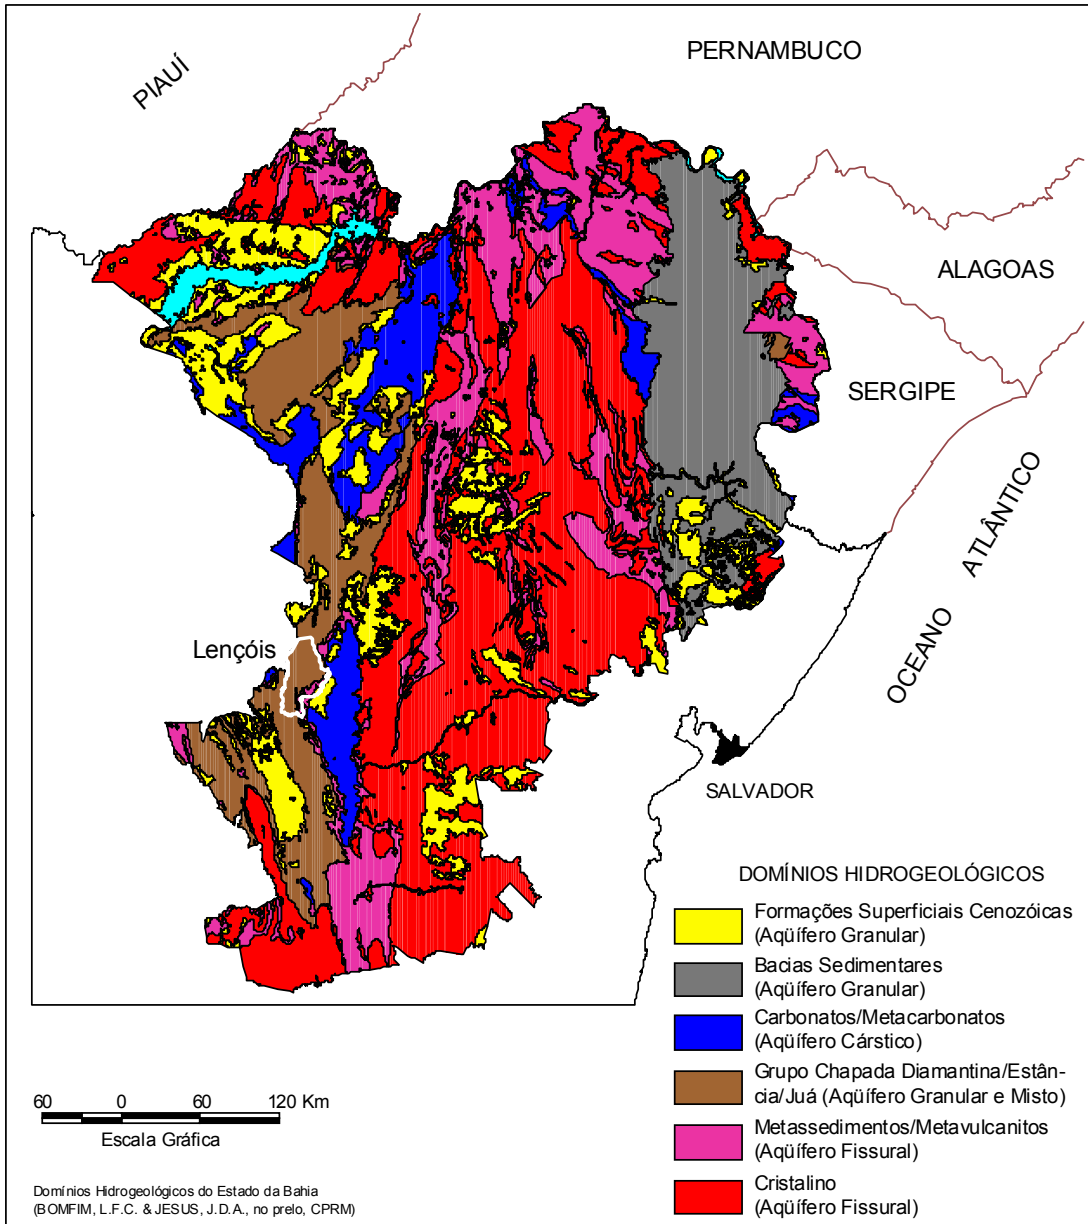 PIAUÍ
PERNAMBUCO
ALAGOAS
SERGIPE
OCEANO ATLÂNTICO
Lençóis
SALVADOR
DOMÍNIOS HIDROGEOLÓGICOS
Formações Superficiais Cenozóicas
(Aqüífero Granular)
Bacias Sedimentares
(Aqüífero Granular)
Carbonatos/Metacarbonatos
(Aqüífero Cárstico)
Grupo Chapada Diamantina/Estân-
cia/Juá (Aqüífero Granular e Misto)
Metassedimentos/Metavulcanitos
(Aqüífero Fissural)
Cristalino
(Aqüífero Fissural)
60 0 60 120 Km
Escala Gráfica
Domínios Hidrogeológicos do Estado da Bahia
(BOMFIM, L.F.C. & JESUS, J.D.A., no prelo, CPRM)